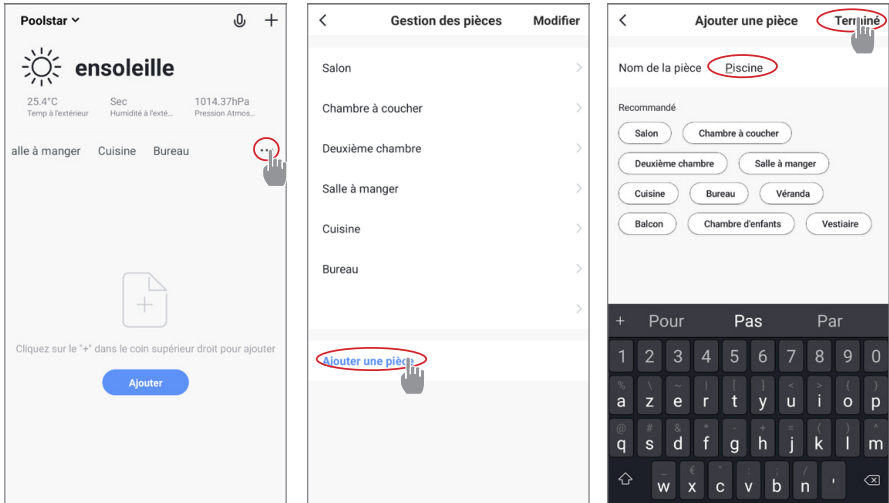 Poolstar
ensoleille
25.4°C Sec 1014.37hPa
Temp à l'extérieur Humidité à l'exté... Pression Atmos...
alle à manger Cuisine Bureau ...
Cliquez sur le "+" dans le coin supérieur droit pour ajouter
Ajouter
Gestion des pièces Modifier
Salon
Chambre à coucher
Deuxième chambre
Salle à manger
Cuisine
Bureau
Ajouter une pièce
Ajouter une pièce Terminé
Nom de la pièce Piscine
Recommandé
Salon Chambre à coucher
Deuxième chambre Salle à manger
Cuisine Bureau Véranda
Balcon Chambre d'enfants Vestiaire
+ Pour Pas Par
1 2 3 4 5 6 7 8 9 0
% \ ~ | [ ] < > { }
a z e r t y u i o p
@ # & * - + = ( ) ^
q s d f g h j k l m
_ € " : ; /
w x c v b n '